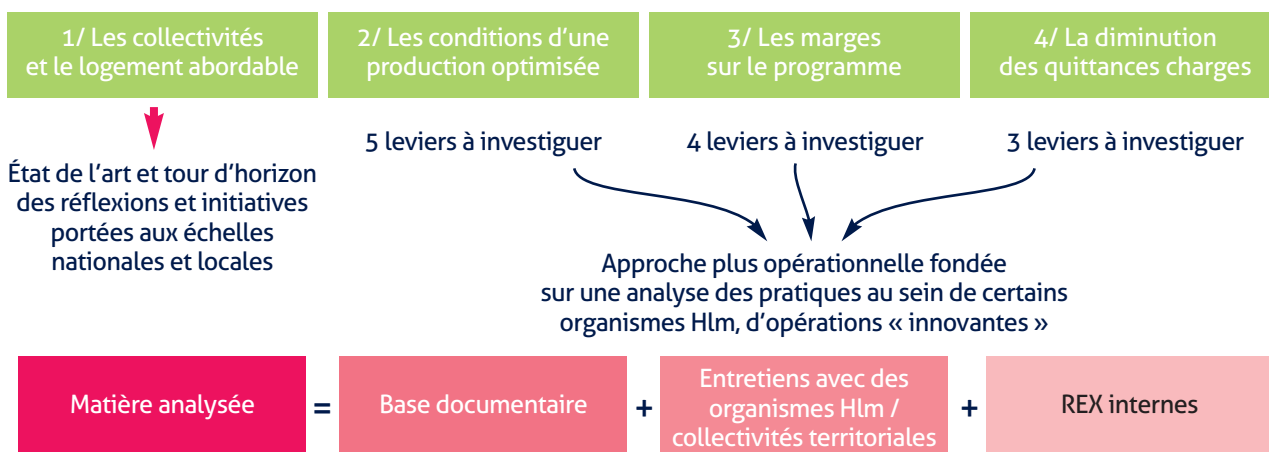 1/ Les collectivités
et le logement abordable
2/ Les conditions d’une
production optimisée
3/ Les marges
sur le programme
4/ La diminution
des quittances charges
État de l’art et tour d’horizon
des réflexions et initiatives
portées aux échelles
nationales et locales
5 leviers à investiguer
4 leviers à investiguer
3 leviers à investiguer
Approche plus opérationnelle fondée
sur une analyse des pratiques au sein de certains
organismes Hlm, d’opérations « innovantes »
Matière analysée
=
Base documentaire
+
Entretiens avec des
organismes Hlm /
collectivités territoriales
+
REX internes